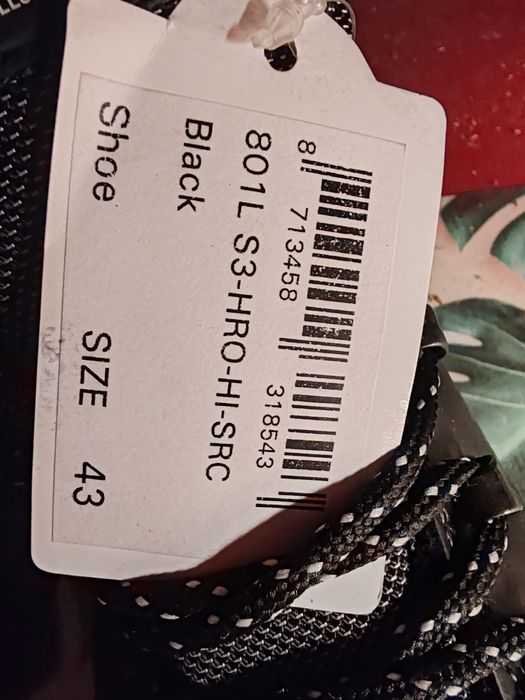 8 713458 318543
801L S3-HRO-HI-SRC
Black
Shoe SIZE 43